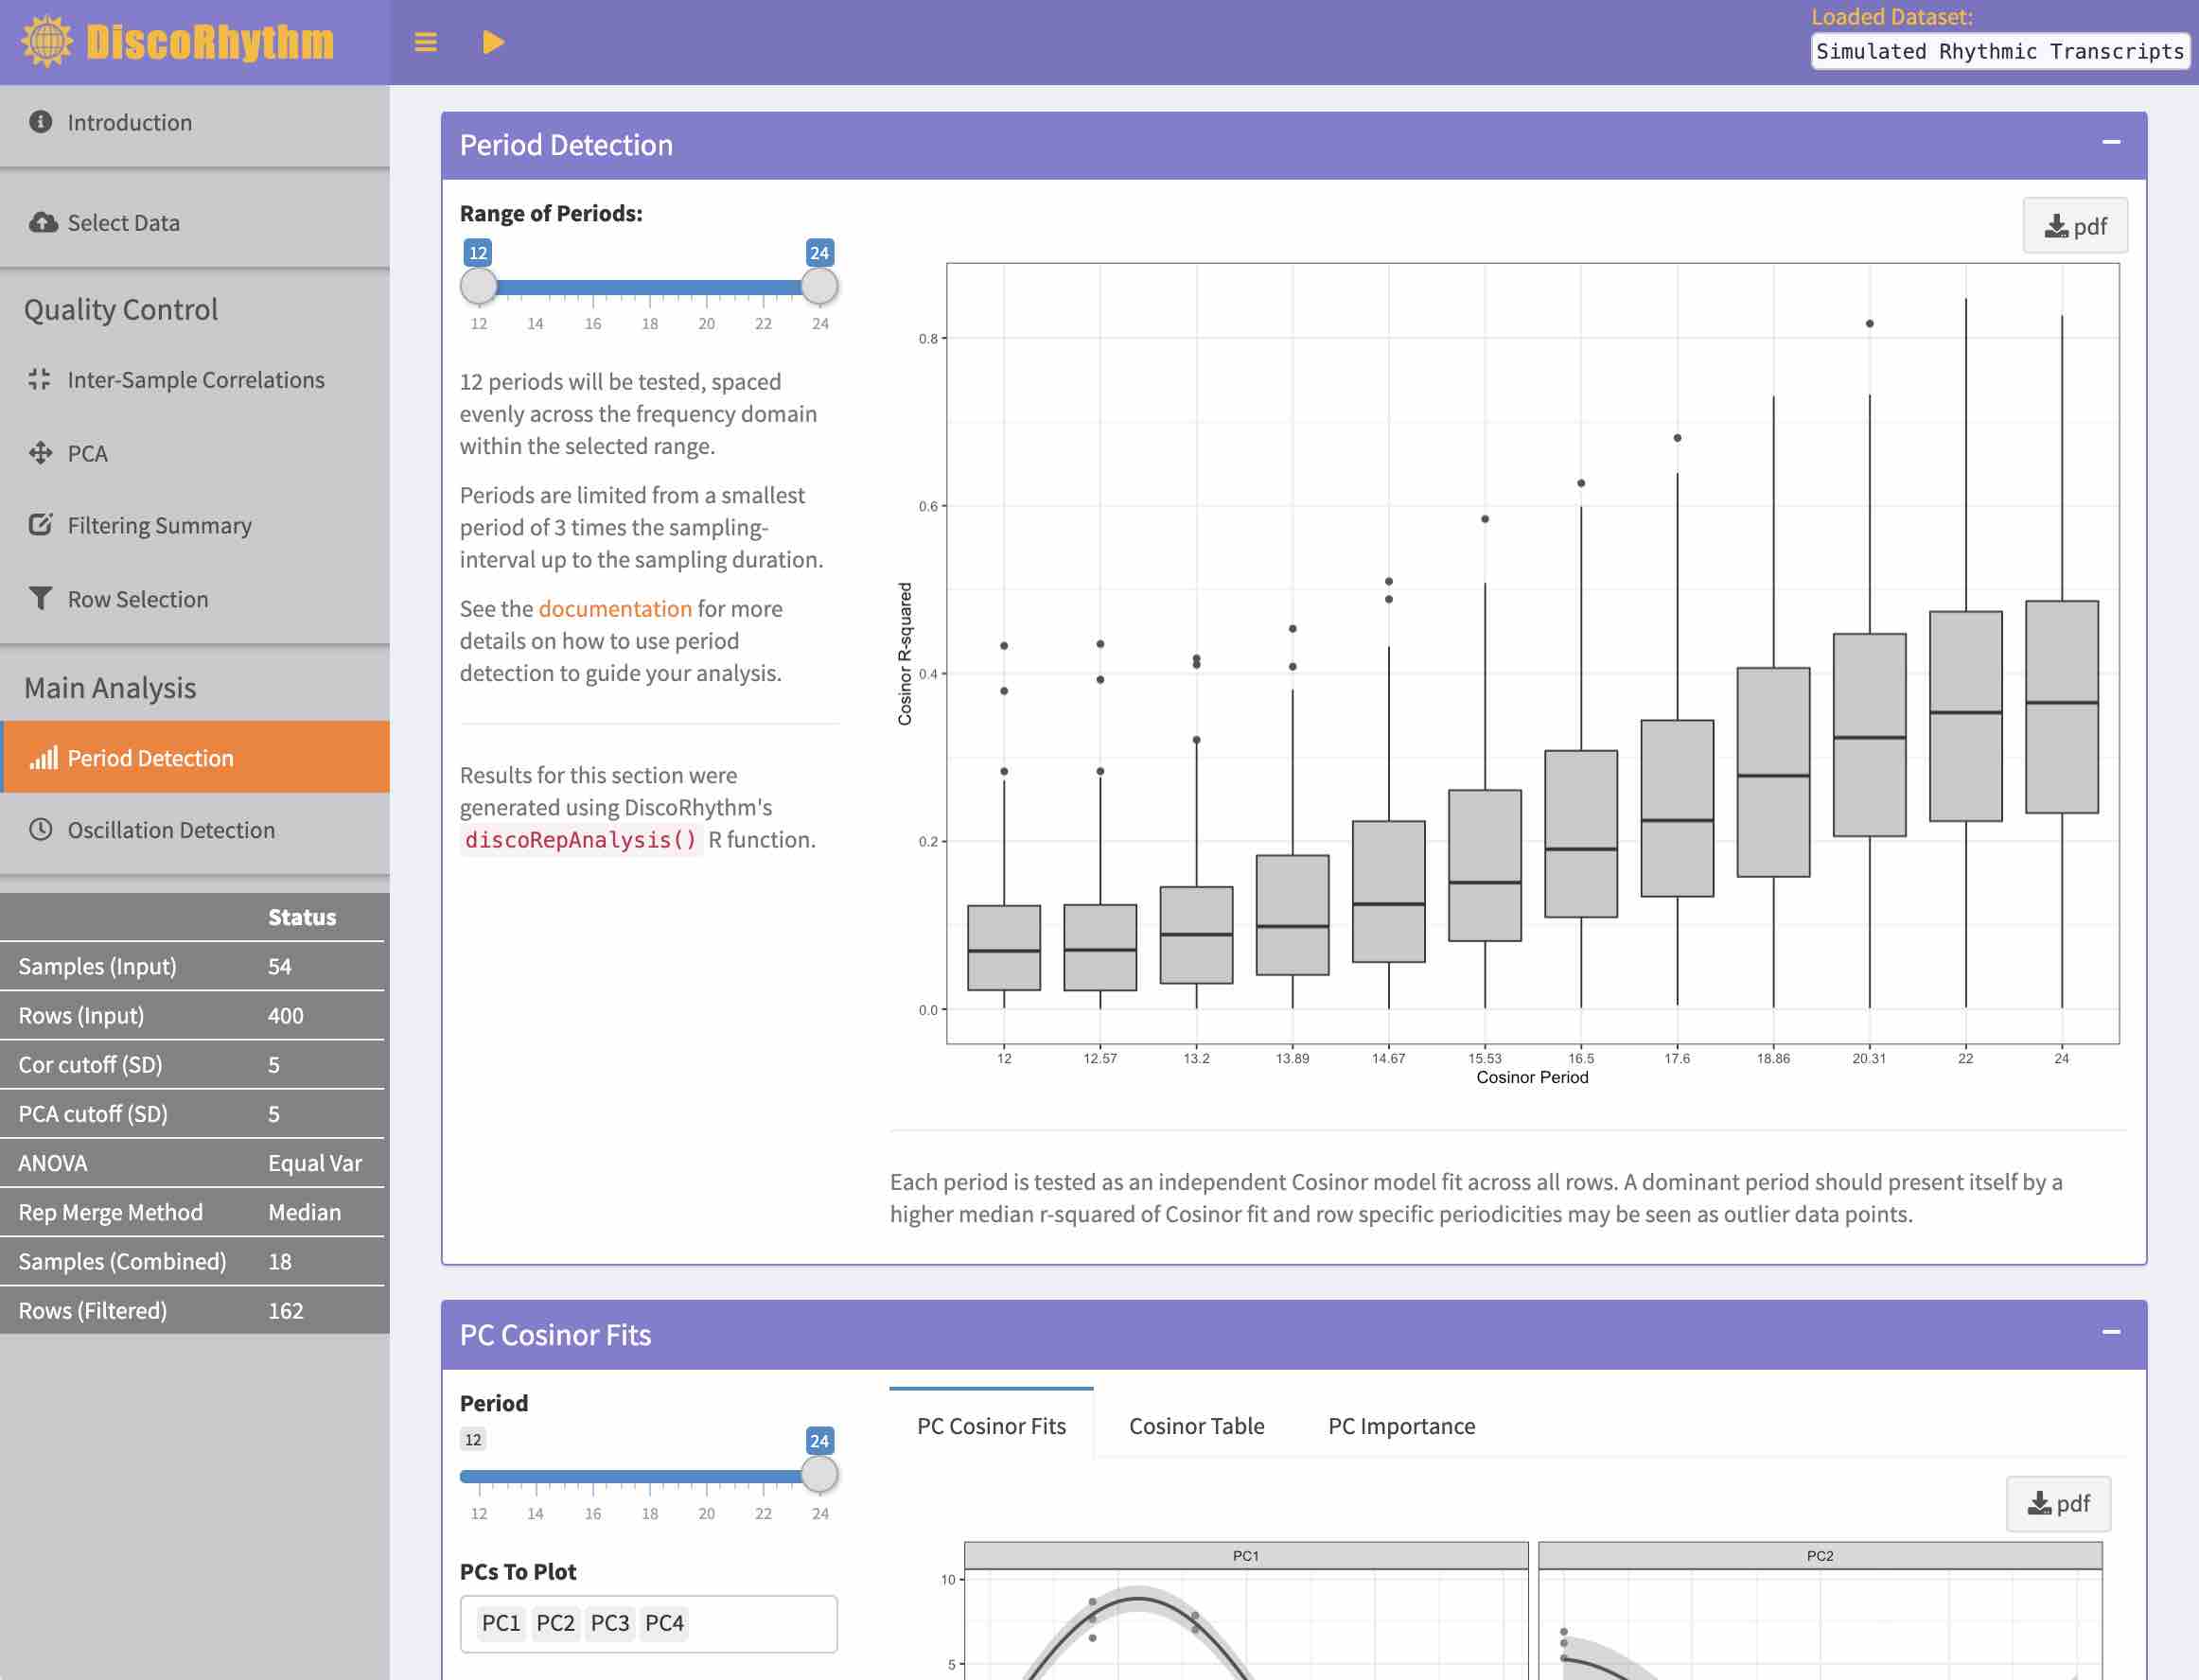 DiscoRhythm
Loaded Dataset:
Simulated Rhythmic Transcripts
Introduction
Select Data
Quality Control
Inter-Sample Correlations
PCA
Filtering Summary
Row Selection
Main Analysis
Period Detection
Oscillation Detection
Status
Samples (Input) 54
Rows (Input) 400
Cor cutoff (SD) 5
PCA cutoff (SD) 5
ANOVA Equal Var
Rep Merge Method Median
Samples (Combined) 18
Rows (Filtered) 162
Period Detection
Range of Periods:
12 24
12 14 16 18 20 22 24
12 periods will be tested, spaced
evenly across the frequency domain
within the selected range.
Periods are limited from a smallest
period of 3 times the sampling-
interval up to the sampling duration.
See the documentation for more
details on how to use period
detection to guide your analysis.
Results for this section were
generated using DiscoRhythm's
discoRepAnalysis() R function.
pdf
Cosinor R-squared
0.8
0.6
0.4
0.2
0.0
12 12.57 13.2 13.89 14.67 15.53 16.5 17.6 18.86 20.31 22 24
Cosinor Period
Each period is tested as an independent Cosinor model fit across all rows. A dominant period should present itself by a
higher median r-squared of Cosinor fit and row specific periodicities may be seen as outlier data points.
PC Cosinor Fits
Period
12 24
12 14 16 18 20 22 24
PCs To Plot
PC1 PC2 PC3 PC4
PC Cosinor Fits Cosinor Table PC Importance
pdf
PC1 PC2
10
5